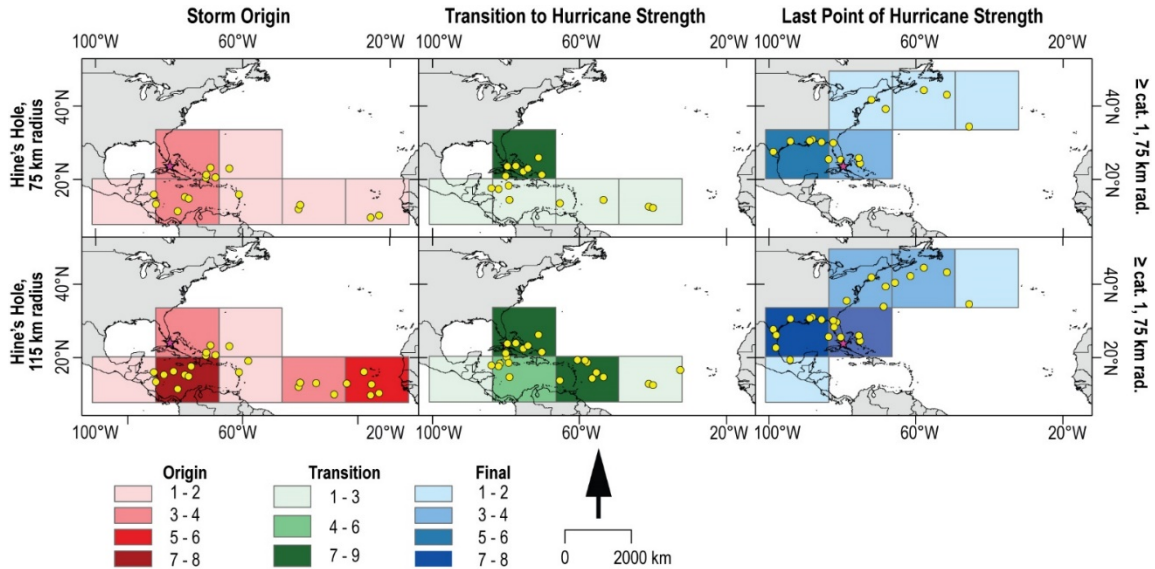 Storm Origin
Transition to Hurricane Strength
Last Point of Hurricane Strength
100°W 60°W 20°W 100°W 60°W 20°W 100°W 60°W 20°W
Hine's Hole,
75 km radius
40°N
20°N
40°N
20°N
≥ cat. 1, 75 km rad.
Hine's Hole,
115 km radius
40°N
20°N
40°N
20°N
≥ cat. 1, 75 km rad.
100°W 60°W 20°W 100°W 60°W 20°W 100°W 60°W 20°W
Origin
1 - 2
3 - 4
5 - 6
7 - 8
Transition
1 - 3
4 - 6
7 - 9
Final
1 - 2
3 - 4
5 - 6
7 - 8
0 2000 km